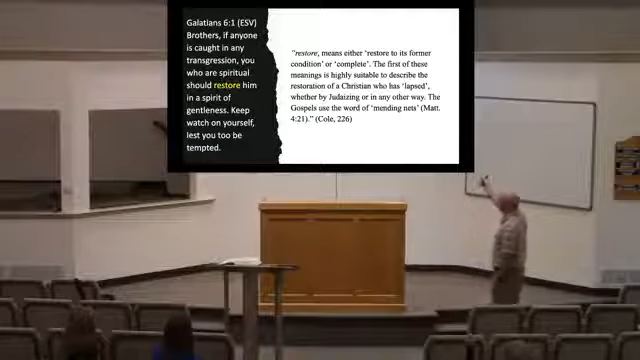 Galatians 6:1 (ESV)
Brothers, if anyone
is caught in any
transgression, you
who are spiritual
should restore him
in a spirit of
gentleness. Keep
watch on yourself,
lest you too be
tempted.
"restore, means either 'restore to its former
condition' or 'complete'. The first of these
meanings is highly suitable to describe the
restoration of a Christian who has 'lapsed',
whether by Judaizing or in any other way. The
Gospels use the word of 'mending nets' (Matt.
4:21)." (Cole, 226)